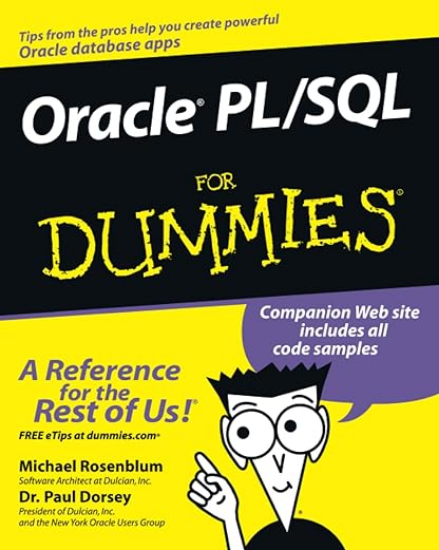 Tips from the pros help you create powerful
Oracle database apps
Oracle® PL/SQL
FOR
DUMMIES®
Companion Web site
includes all
code samples
A Reference
for the
Rest of Us!®
FREE eTips at dummies.com®
Michael Rosenblum
Software Architect at Dulcian, Inc.
Dr. Paul Dorsey
President of Dulcian, Inc.
and the New York Oracle Users Group